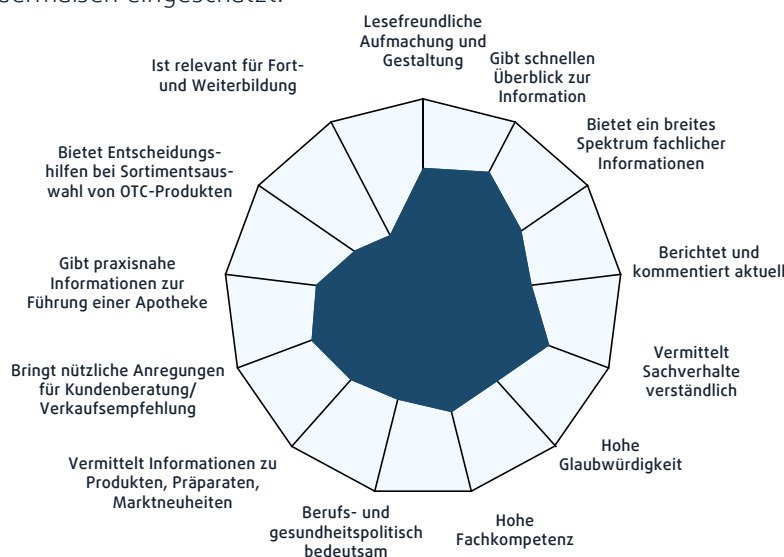 eingeschätzt.
Lesefreundliche
Aufmachung und
Gestaltung
Gibt schnellen
Überblick zur
Information
Bietet ein breites
Spektrum fachlicher
Informationen
Berichtet und
kommentiert aktuell
Vermittelt
Sachverhalte
verständlich
Hohe
Glaubwürdigkeit
Hohe
Fachkompetenz
Berufs- und
gesundheitspolitisch
bedeutsam
Vermittelt Informationen zu
Produkten, Präparaten,
Marktneuheiten
Bringt nützliche Anregungen
für Kundenberatung/
Verkaufsempfehlung
Gibt praxisnahe
Informationen zur
Führung einer Apotheke
Bietet Entscheidungs-
hilfen bei Sortimentsaus-
wahl von OTC-Produkten
Ist relevant für Fort-
und Weiterbildung